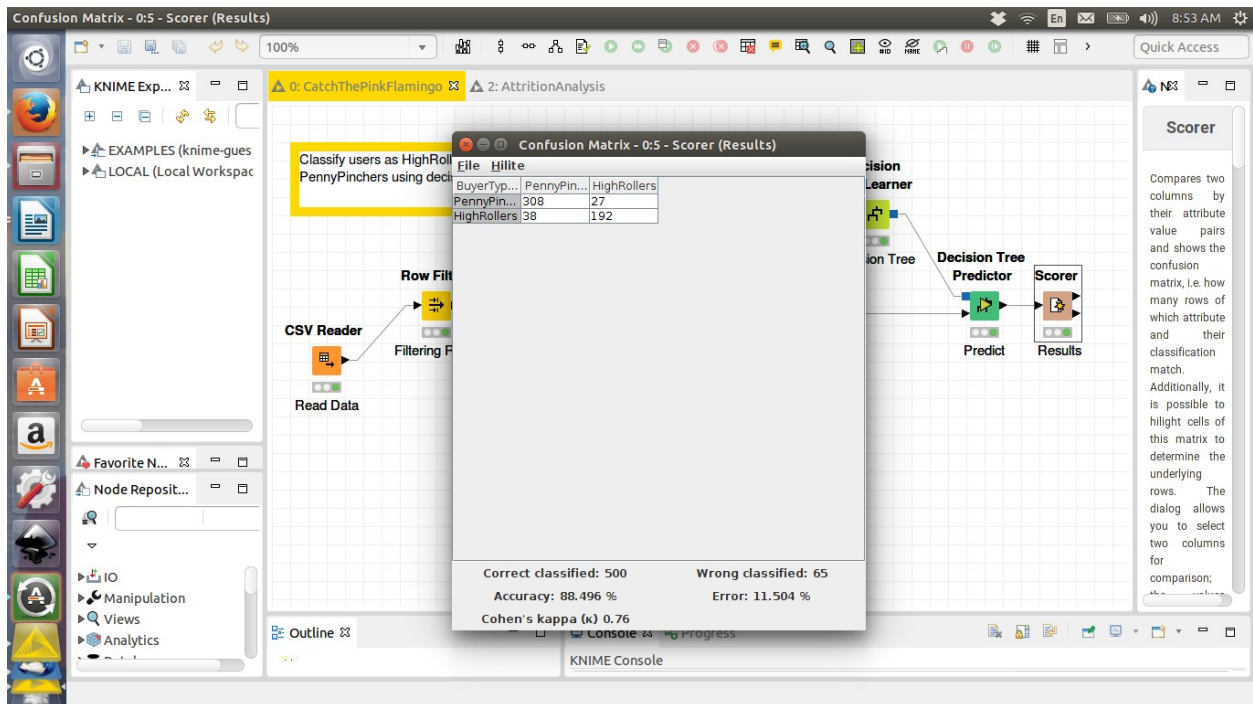 Confusion Matrix - 0:5 - Scorer (Results)
En
8:53 AM
100%
#ID
NAME
Quick Access
KNIME Exp...
0: CatchThePinkFlamingo
2: AttritionAnalysis
EXAMPLES (knime-gues
LOCAL (Local Workspac
Favorite N...
Node Reposit...
IO
Manipulation
Views
Analytics
Classify users as HighRoll
PennyPinchers using deci
CSV Reader
Read Data
Row Filt
Filtering R
Confusion Matrix - 0:5 - Scorer (Results)
File Hilite
BuyerTyp... PennyPin... HighRollers
PennyPin... 308 27
HighRollers 38 192
Correct classified: 500 Wrong classified: 65
Accuracy: 88.496 % Error: 11.504 %
Cohen's kappa (κ) 0.76
cision
Learner
ion Tree
Decision Tree
Predictor
Predict
Scorer
Results
Outline
Console
Progress
KNIME Console
N
Scorer
Compares two
columns by
their attribute
value pairs
and shows the
confusion
matrix, i.e. how
many rows of
which attribute
and their
classification
match.
Additionally, it
is possible to
hilight cells of
this matrix to
determine the
underlying
rows. The
dialog allows
you to select
two columns
for
comparison;